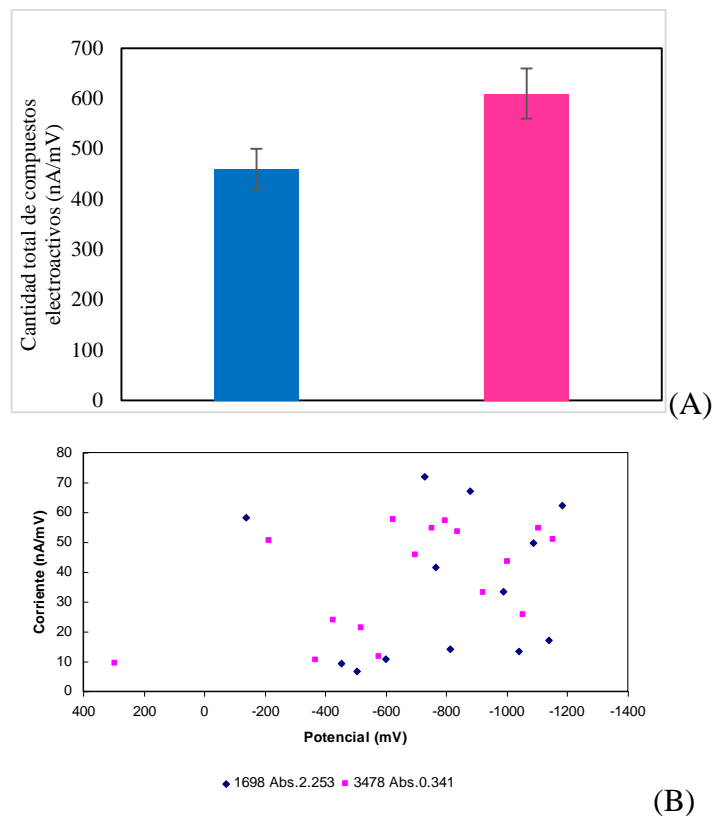 700
600
500
400
300
200
100
0
Cantidad total de compuestos
electroactivos (nA/mV)
(A)
80
70
60
50
40
30
20
10
0
Corriente (nA/mV)
400 200 0 -200 -400 -600 -800 -1000 -1200 -1400
Potencial (mV)
1698 Abs.2.253 3478 Abs.0.341
(B)